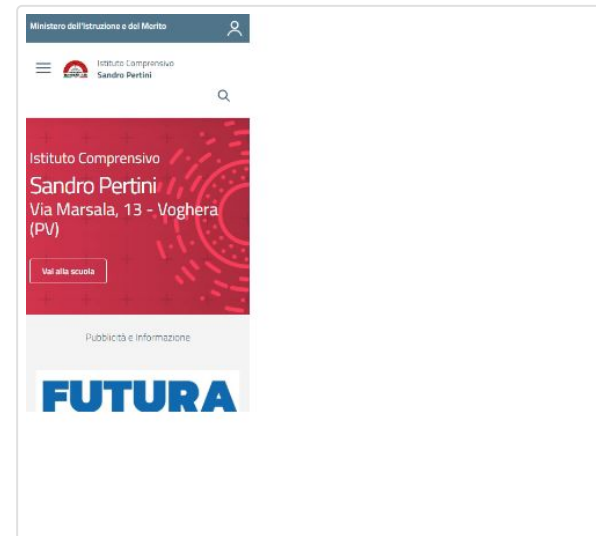 Ministero dell'Istruzione e del Merito
Istituto Comprensivo
Sandro Pertini
Istituto Comprensivo
Sandro Pertini
Via Marsala, 13 - Voghera
(PV)
Vai alla scuola
Pubblicità e Informazione
FUTURA